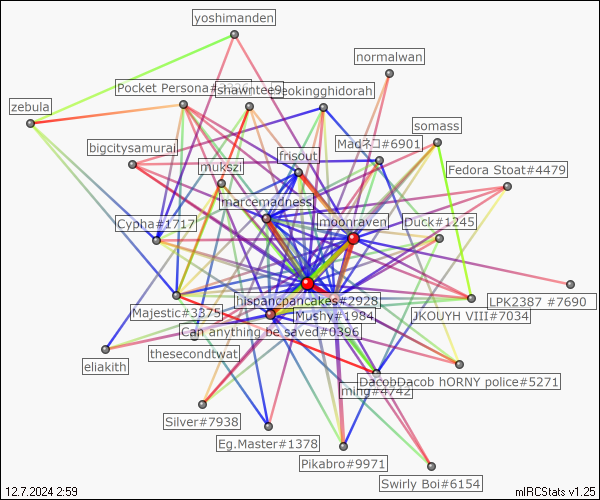 yoshimanden
normalwan
Pocket Persona#
shawntee9
eokingghidorah
zebula
somass
Madネコ#6901
bigcitysamurai
frisout
mukszi
Fedora Stoat#4479
marcemadness
Cypha#1717
moonraven
Duck#1245
hispancpancakes#2928
LPK2387 #7690
Majestic#3375
Mushy#1984
JKOUYH VIII#7034
Can anything be saved#0396
eliakith
thesecondtwat
DacobDacob hORNY police#5271
ming#4742
Silver#7938
Eg.Master#1378
Pikabro#9971
Swirly Boi#6154
12.7.2024 2:59
mIRCStats v1.25